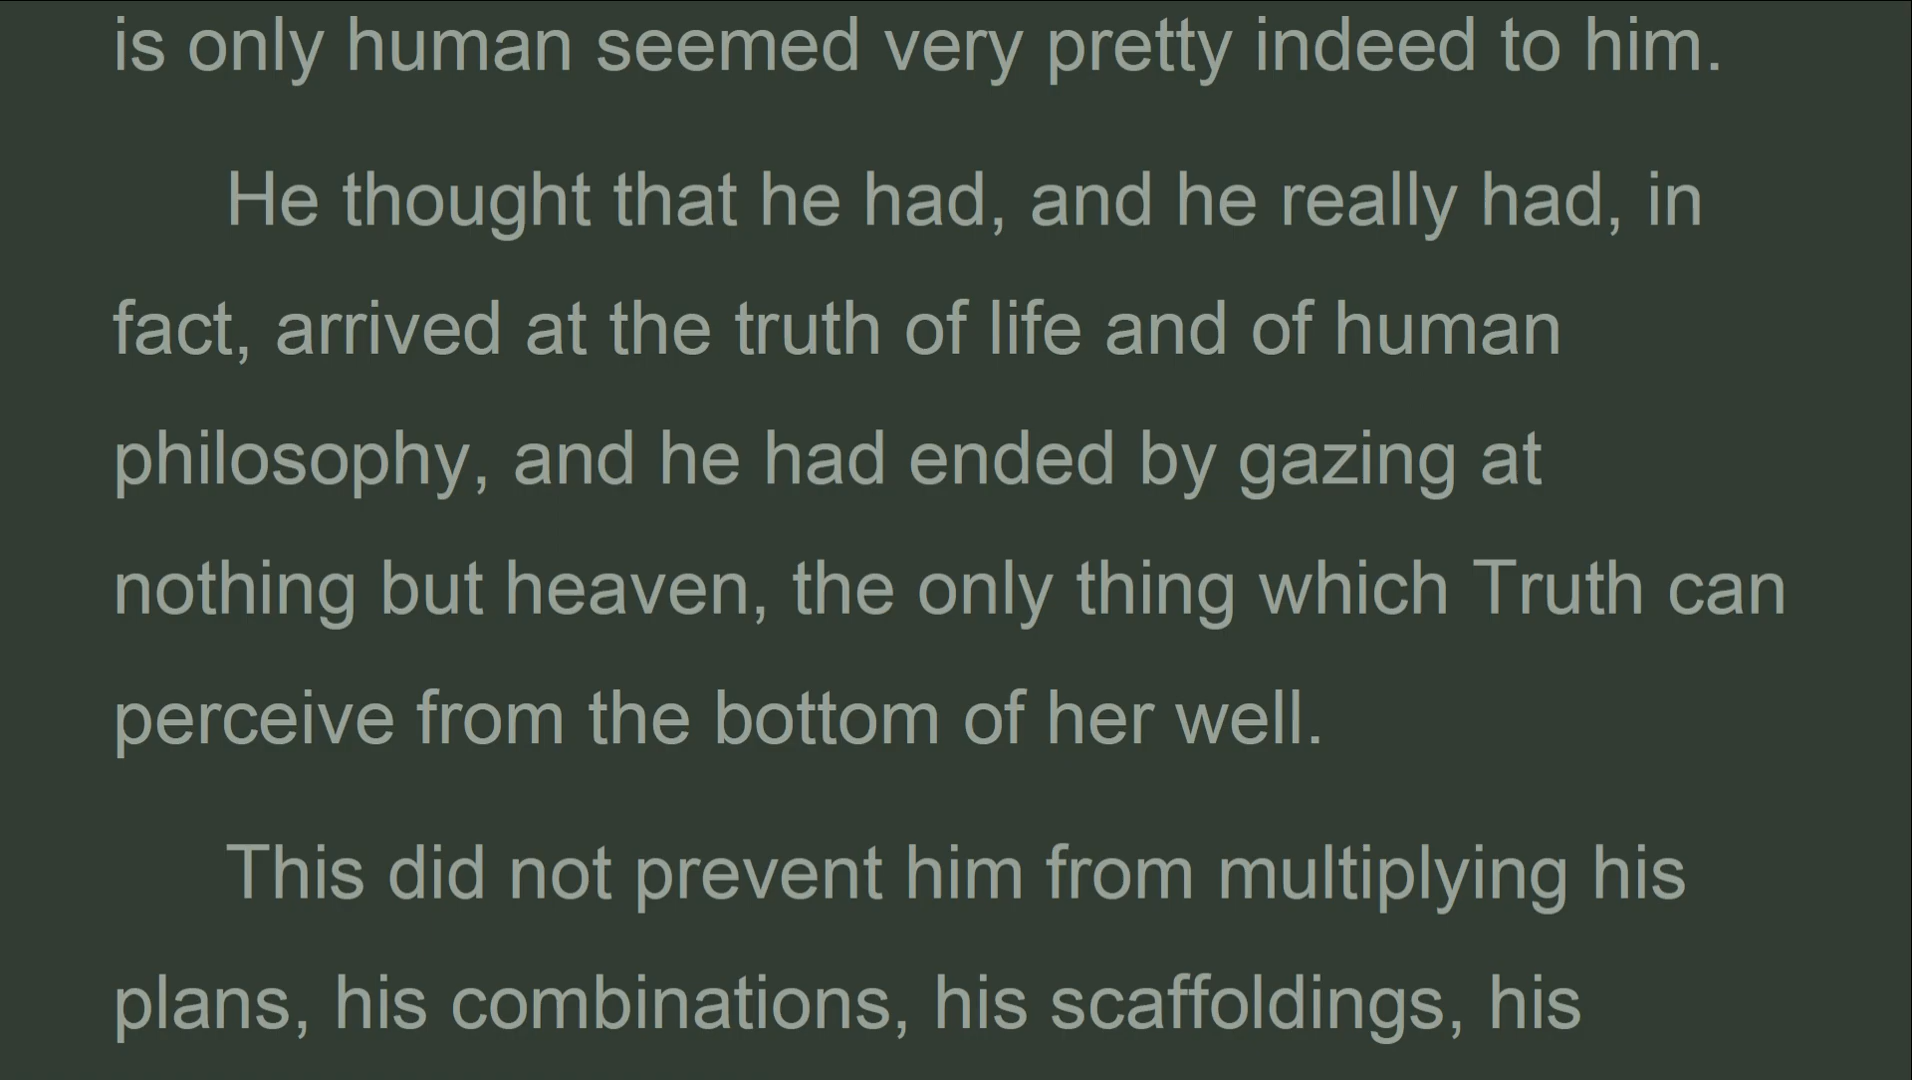 is only human seemed very pretty indeed to him.
He thought that he had, and he really had, in
fact, arrived at the truth of life and of human
philosophy, and he had ended by gazing at
nothing but heaven, the only thing which Truth can
perceive from the bottom of her well.
This did not prevent him from multiplying his
plans, his combinations, his scaffoldings, his